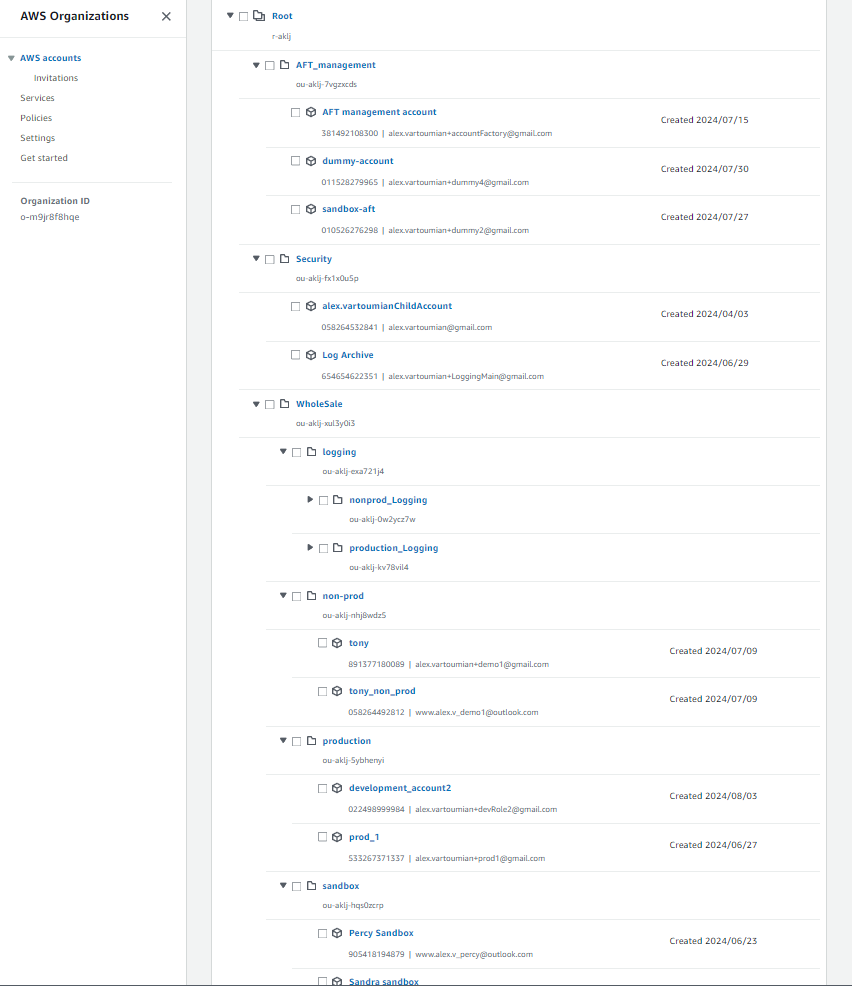 AWS Organizations
AWS accounts
Invitations
Services
Policies
Settings
Get started
Organization ID
o-m9jr8f8hqe
Root
r-aklj
AFT_management
ou-aklj-7vgzxcds
AFT management account
381492108300 | alex.vartoumian+accountFactory@gmail.com
Created 2024/07/15
dummy-account
011528279965 | alex.vartoumian+dummy4@gmail.com
Created 2024/07/30
sandbox-aft
010526276298 | alex.vartoumian+dummy2@gmail.com
Created 2024/07/27
Security
ou-aklj-fx1x0u5p
alex.vartoumianChildAccount
058264532841 | alex.vartoumian@gmail.com
Created 2024/04/03
Log Archive
654654622351 | alex.vartoumian+LoggingMain@gmail.com
Created 2024/06/29
WholeSale
ou-aklj-xul3y0i3
logging
ou-aklj-exa721j4
nonprod_Logging
ou-aklj-0w2ycz7w
production_Logging
ou-aklj-kv78vil4
non-prod
ou-aklj-nhj8wdz5
tony
891377180089 | alex.vartoumian+demo1@gmail.com
Created 2024/07/09
tony_non_prod
058264492812 | www.alex.v_demo1@outlook.com
Created 2024/07/09
production
ou-aklj-5ybhenyi
development_account2
022498999984 | alex.vartoumian+devRole2@gmail.com
Created 2024/08/03
prod_1
533267371337 | alex.vartoumian+prod1@gmail.com
Created 2024/06/27
sandbox
ou-aklj-hqs0zcrp
Percy Sandbox
905418194879 | www.alex.v_percy@outlook.com
Created 2024/06/23
Sandra sandbox